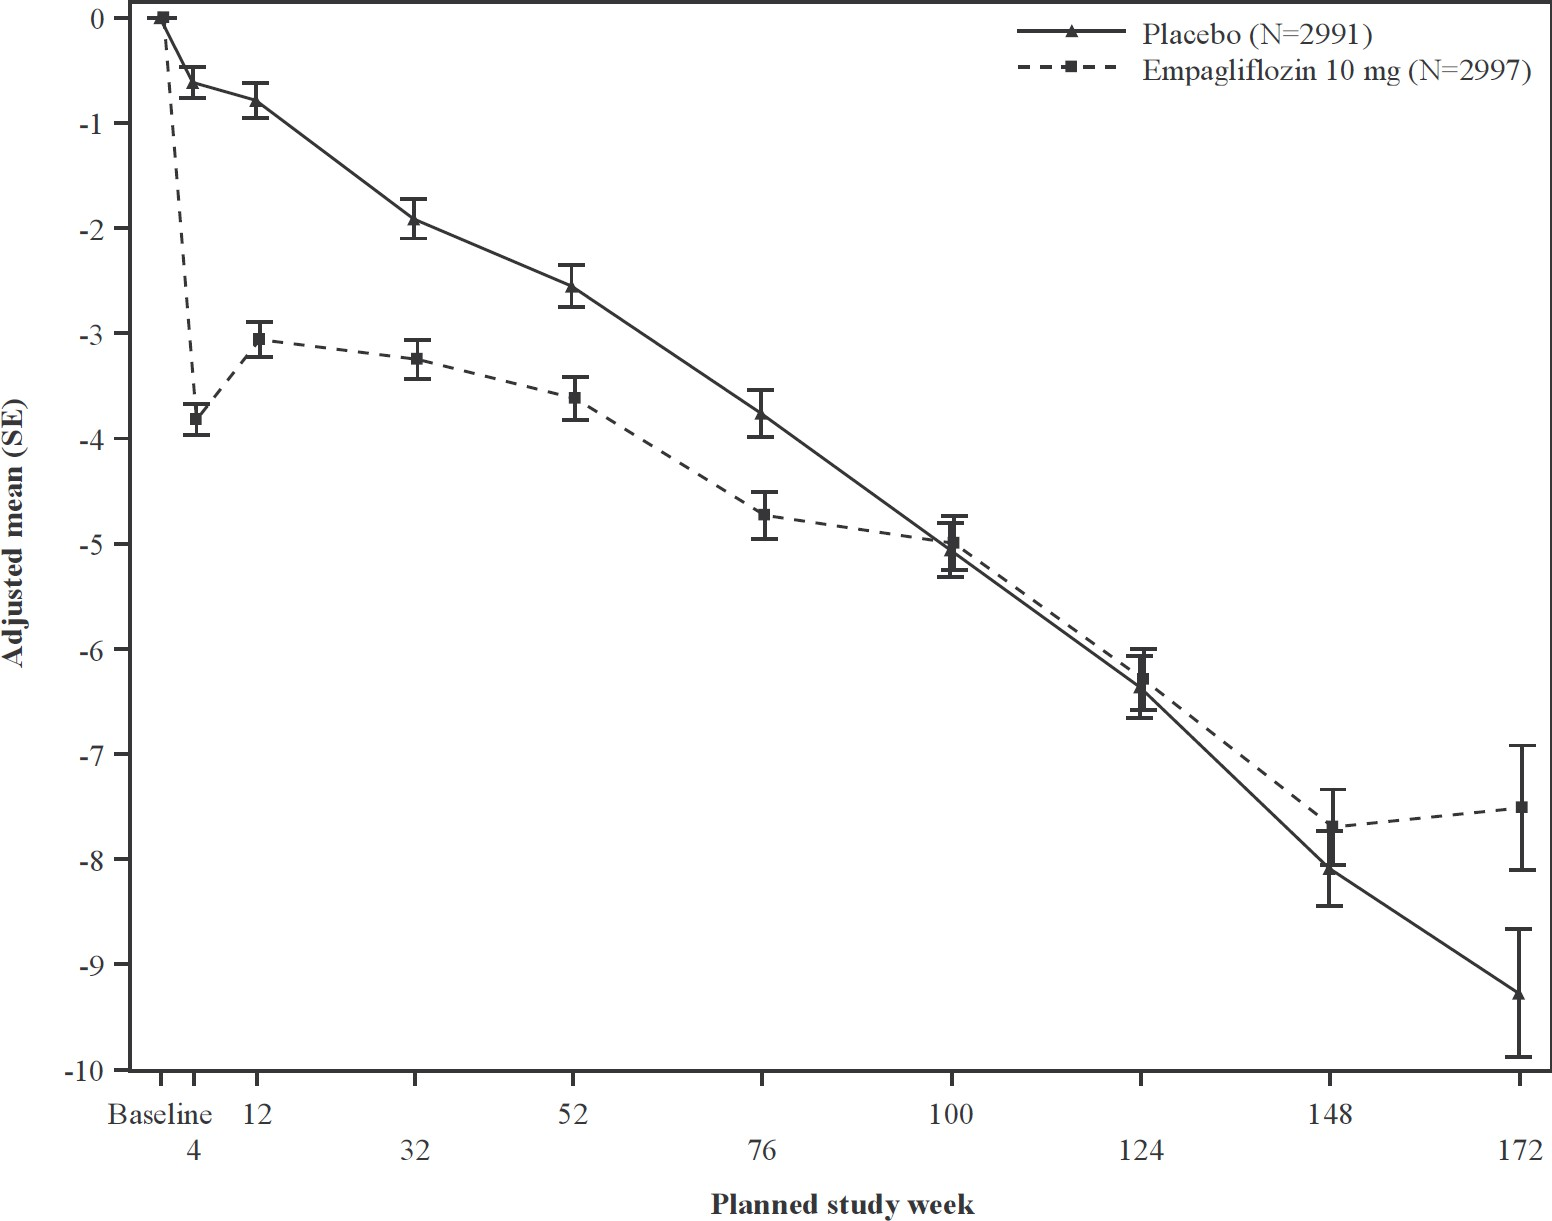 Placebo (N=2991)
Empagliflozin 10 mg (N=2997)
Adjusted mean (SE)
0
-1
-2
-3
-4
-5
-6
-7
-8
-9
-10
Baseline 12 52 100 148
4 32 76 124 172
Planned study week